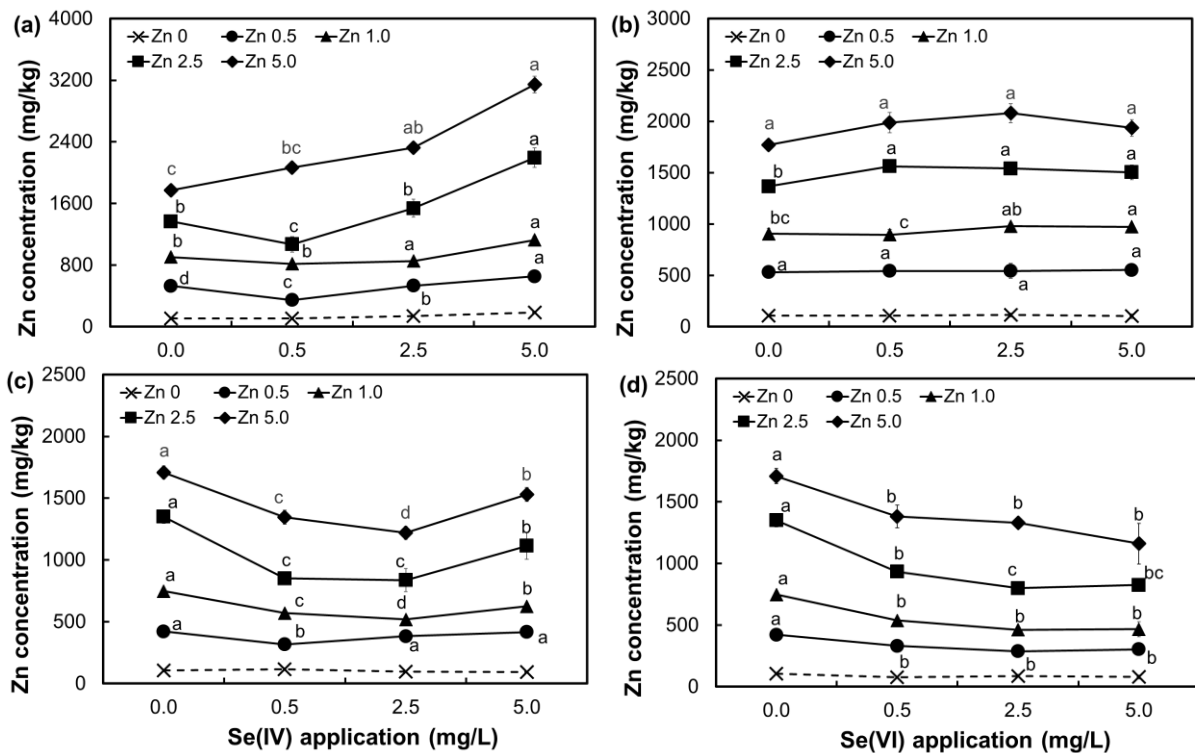 (a)
4000
3200
2400
1600
800
0
Zn concentration (mg/kg)
Zn 0 Zn 0.5 Zn 1.0
Zn 2.5 Zn 5.0
c bc ab a
b c b a
b b a a
d c b a
0.0 0.5 2.5 5.0
(b)
3000
2500
2000
1500
1000
500
0
Zn concentration (mg/kg)
Zn 0 Zn 0.5 Zn 1.0
Zn 2.5 Zn 5.0
a a a a
b a a a
bc c ab a
a a a a
0.0 0.5 2.5 5.0
(c)
2500
2000
1500
1000
500
0
Zn concentration (mg/kg)
Zn 0 Zn 0.5 Zn 1.0
Zn 2.5 Zn 5.0
a c d b
a c c b
a c d b
a b a a
0.0 0.5 2.5 5.0
Se(IV) application (mg/L)
(d)
2500
2000
1500
1000
500
0
Zn concentration (mg/kg)
Zn 0 Zn 0.5 Zn 1.0
Zn 2.5 Zn 5.0
a b b b
a b c bc
a b b b
a b b b
0.0 0.5 2.5 5.0
Se(VI) application (mg/L)